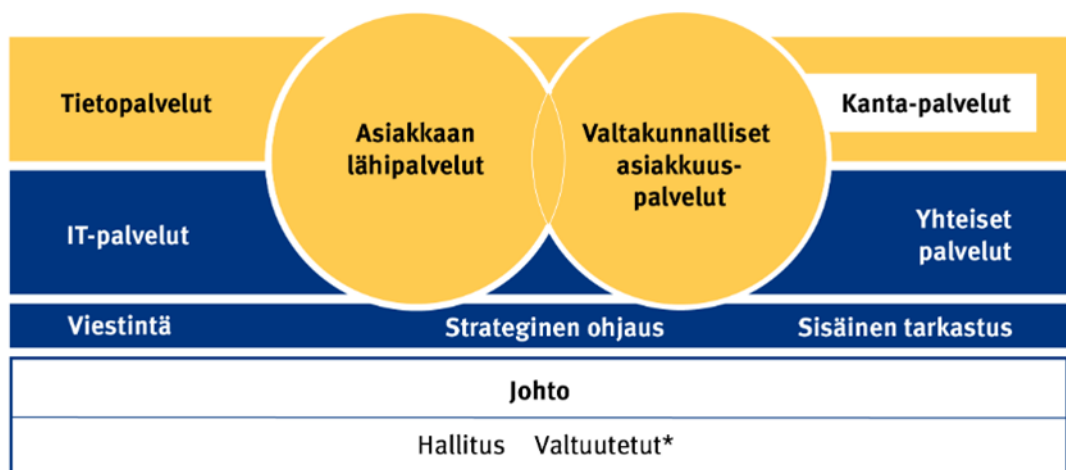 Tietopalvelut
Asiakkaan
lähipalvelut
Valtakunnalliset
asiakkuus-
palvelut
Kanta-palvelut
IT-palvelut
Yhteiset
palvelut
Viestintä
Strateginen ohjaus
Sisäinen tarkastus
Johto
Hallitus Valtuutetut*